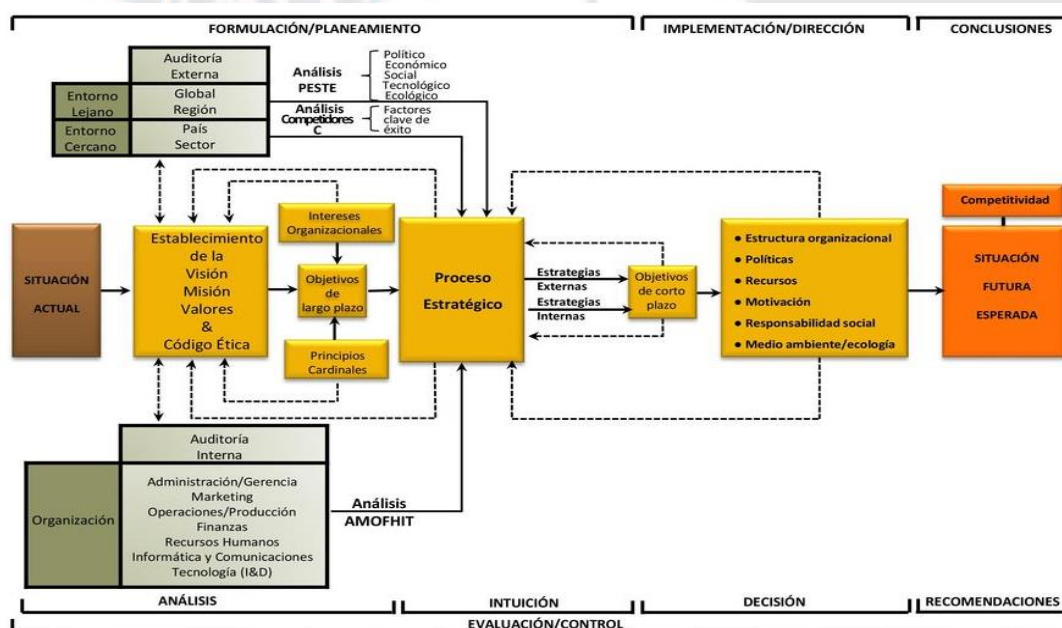 FORMULACIÓN/PLANEAMIENTO
IMPLEMENTACIÓN/DIRECCIÓN
CONCLUSIONES
Auditoría
Externa
Entorno
Lejano
Global
Región
Entorno
Cercano
País
Sector
Análisis
PESTE
Político
Económico
Social
Tecnológico
Ecológico
Análisis
Competidores
C
Factores
clave de
éxito
SITUACIÓN
ACTUAL
Establecimiento
de la
Visión
Misión
Valores
&
Código Ética
Intereses
Organizacionales
Objetivos de
largo plazo
Principios
Cardinales
Proceso
Estratégico
Estrategias
Externas
Estrategias
Internas
Objetivos
de corto
plazo
● Estructura organizacional
● Políticas
● Recursos
● Motivación
● Responsabilidad social
● Medio ambiente/ecología
Competitividad
SITUACIÓN
FUTURA
ESPERADA
Auditoría
Interna
Organización
Administración/Gerencia
Marketing
Operaciones/Producción
Finanzas
Recursos Humanos
Informática y Comunicaciones
Tecnología (I&D)
Análisis
AMOFHIT
ANÁLISIS
INTUICIÓN
DECISIÓN
RECOMENDACIONES
EVALUACIÓN/CONTROL